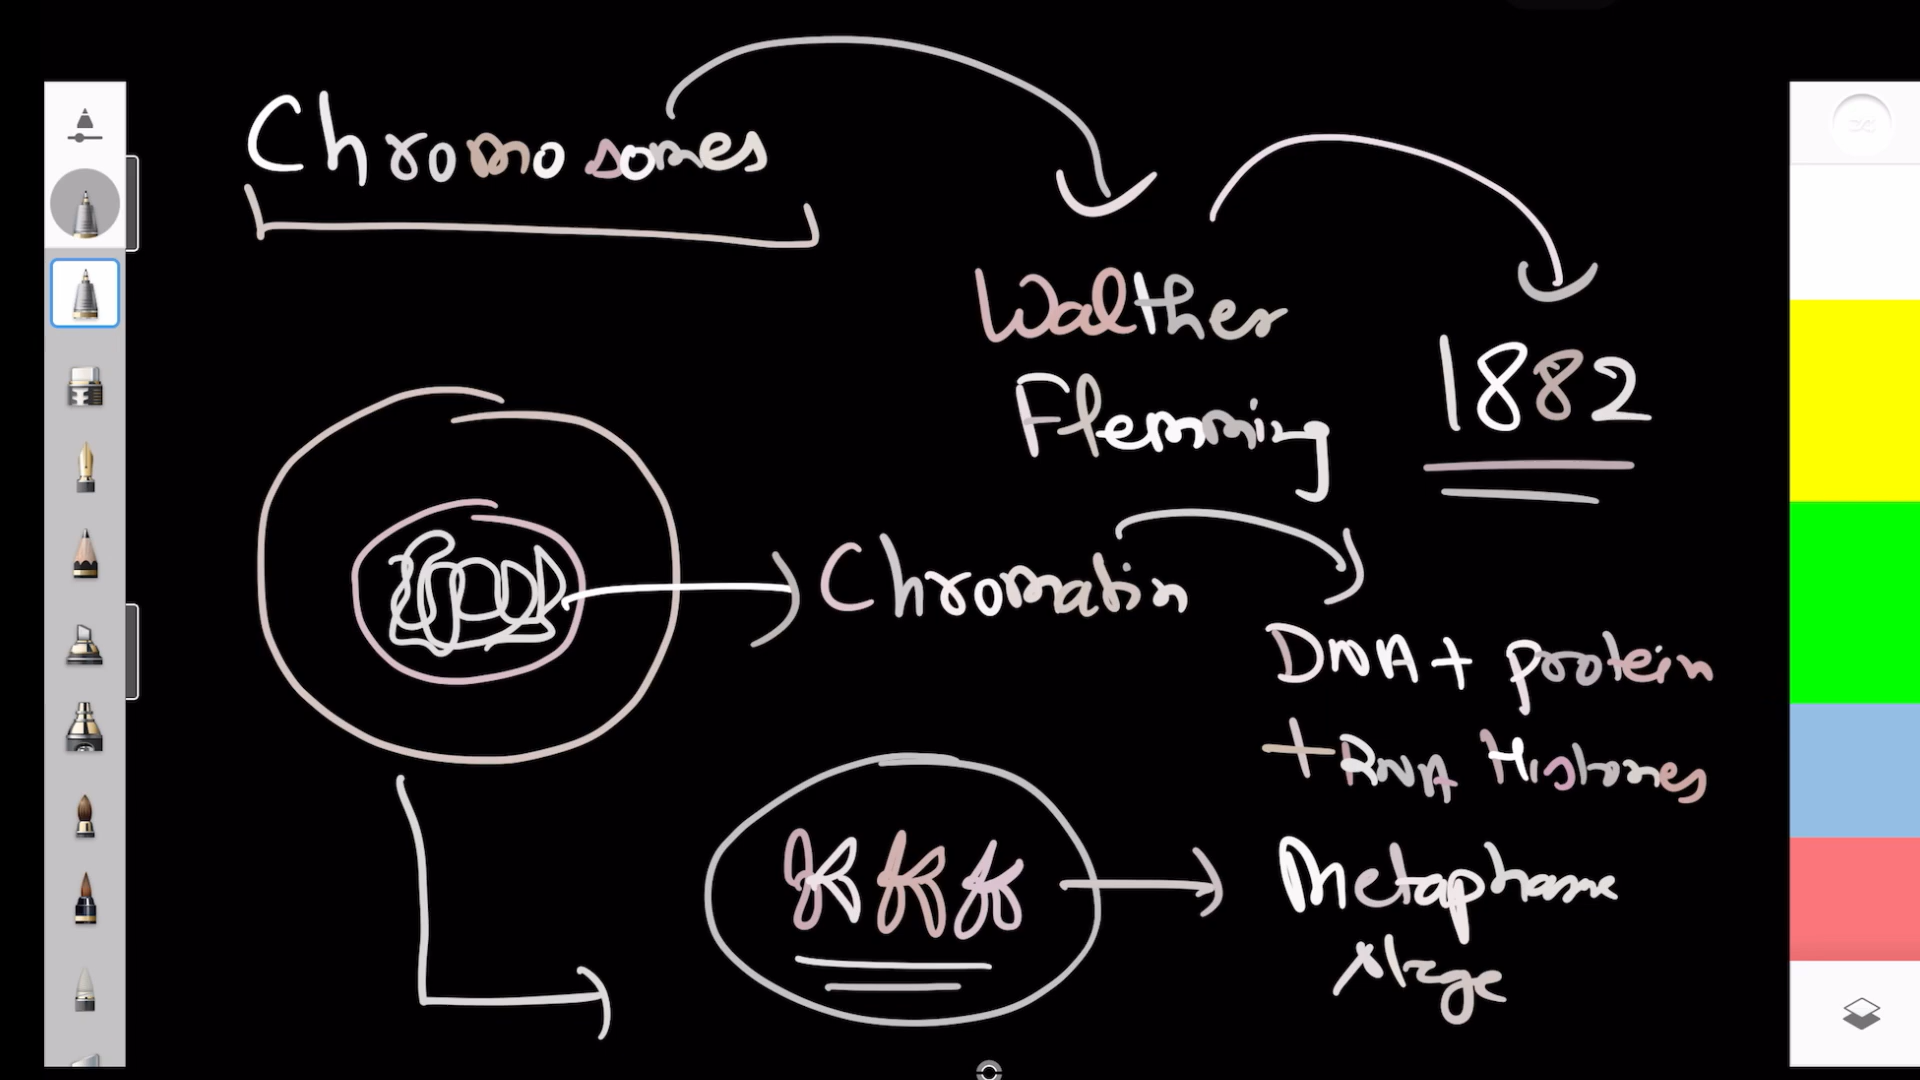 Chromosomes
Walther
Flemming
1882
Chromatin
DNA + protein
+ RNA Histones
Metaphase
stage